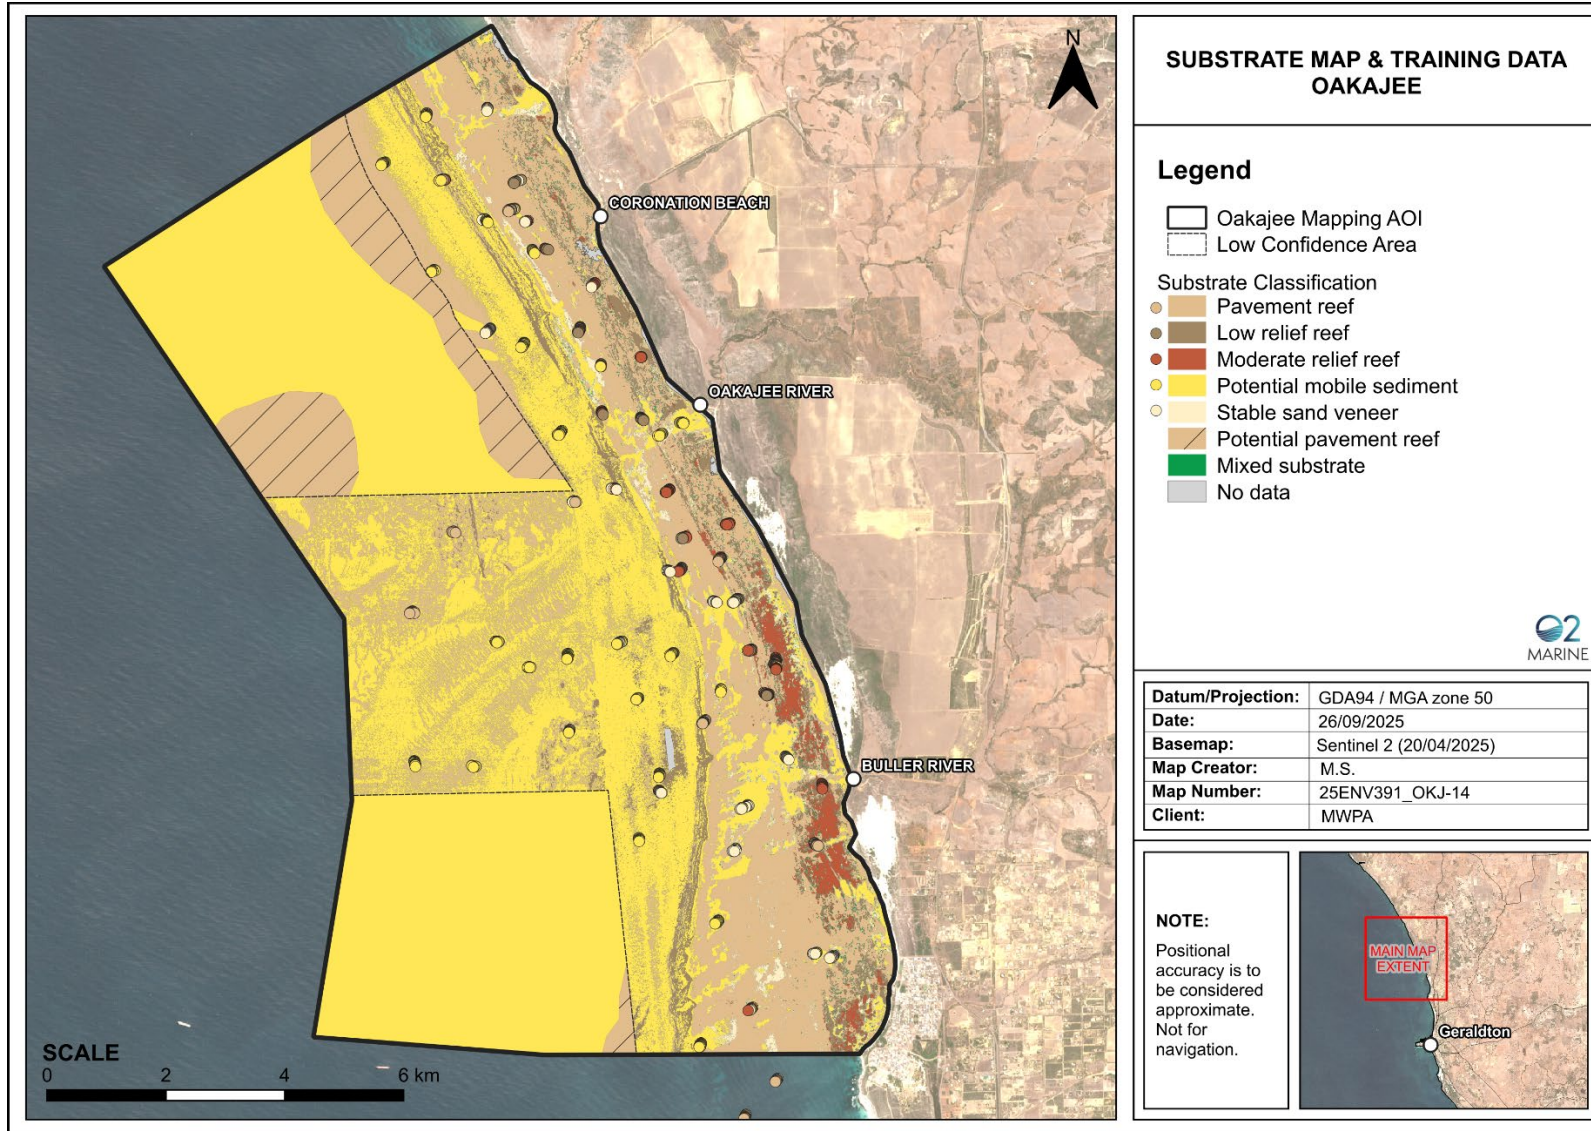 SUBSTRATE MAP & TRAINING DATA
OAKAJEE
Legend
Oakajee Mapping AOI
Low Confidence Area
Substrate Classification
Pavement reef
Low relief reef
Moderate relief reef
Potential mobile sediment
Stable sand veneer
Potential pavement reef
Mixed substrate
No data
O2
MARINE
Datum/Projection: GDA94 / MGA zone 50
Date: 26/09/2025
Basemap: Sentinel 2 (20/04/2025)
Map Creator: M.S.
Map Number: 25ENV391_OKJ-14
Client: MWPA
NOTE:
Positional
accuracy is to
be considered
approximate.
Not for
navigation.
MAIN MAP
EXTENT
Geraldton
N
CORONATION BEACH
OAKAJEE RIVER
BULLER RIVER
SCALE
0 2 4 6 km